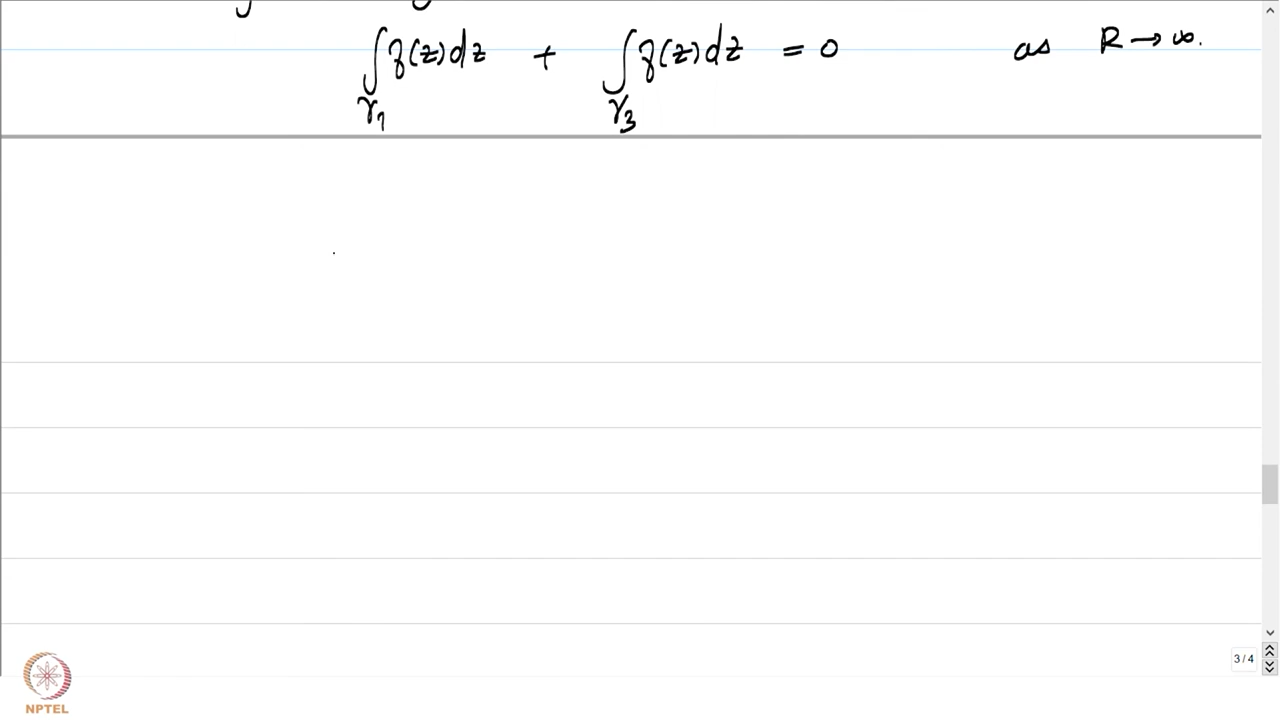 ∫γ₁ f(z)dz + ∫γ₃ f(z)dz = 0 as R → ∞.
3 / 4
NPTEL